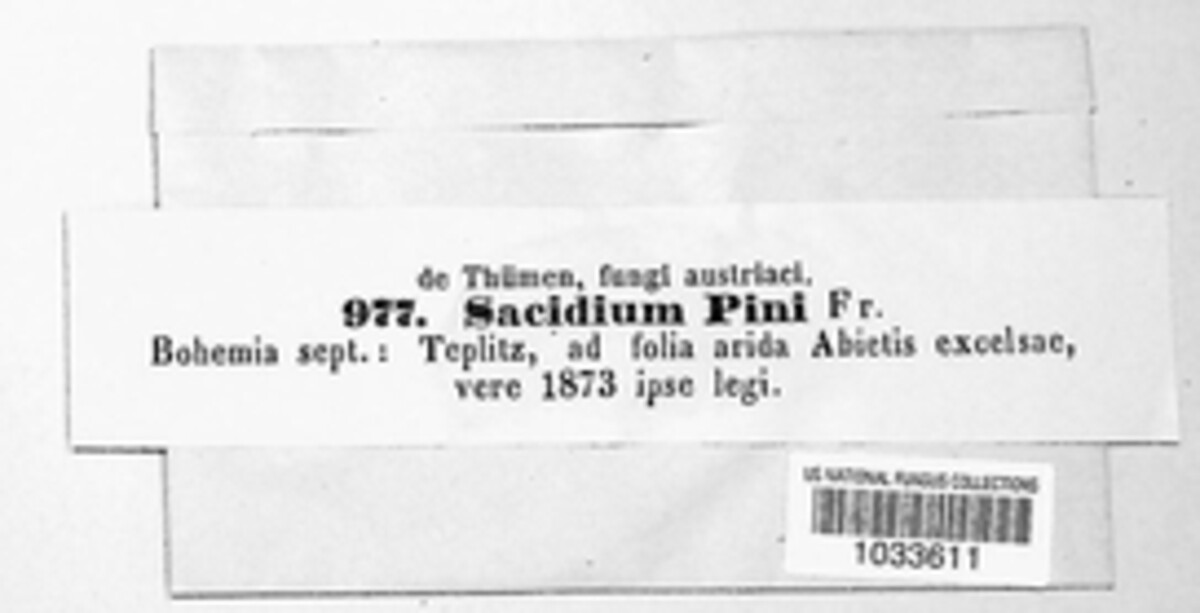 de Thümen, fungi austriaci.
977. Sacidium Pini Fr.
Bohemia sept.: Teplitz, ad folia arida Abietis excelsae,
vere 1873 ipse legi.
US NATIONAL FUNGUS COLLECTIONS
1033611